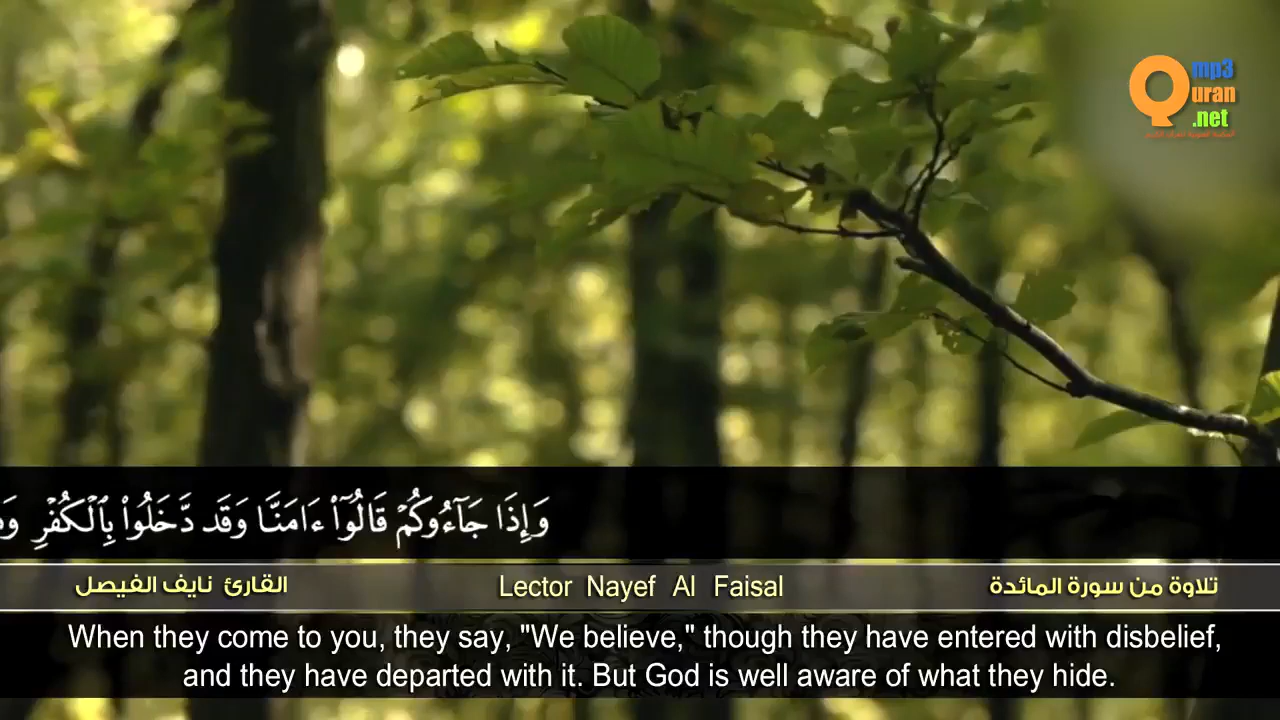 mp3
Quran
.net
وَإِذَا جَآءُوكُمْ قَالُوٓا۟ ءَامَنَّا وَقَد دَّخَلُوا۟ بِٱلْكُفْرِ
تلاوة من سورة المائدة
Lector Nayef Al Faisal
القارئ نايف الفيصل
When they come to you, they say, "We believe," though they have entered with disbelief,
and they have departed with it. But God is well aware of what they hide.